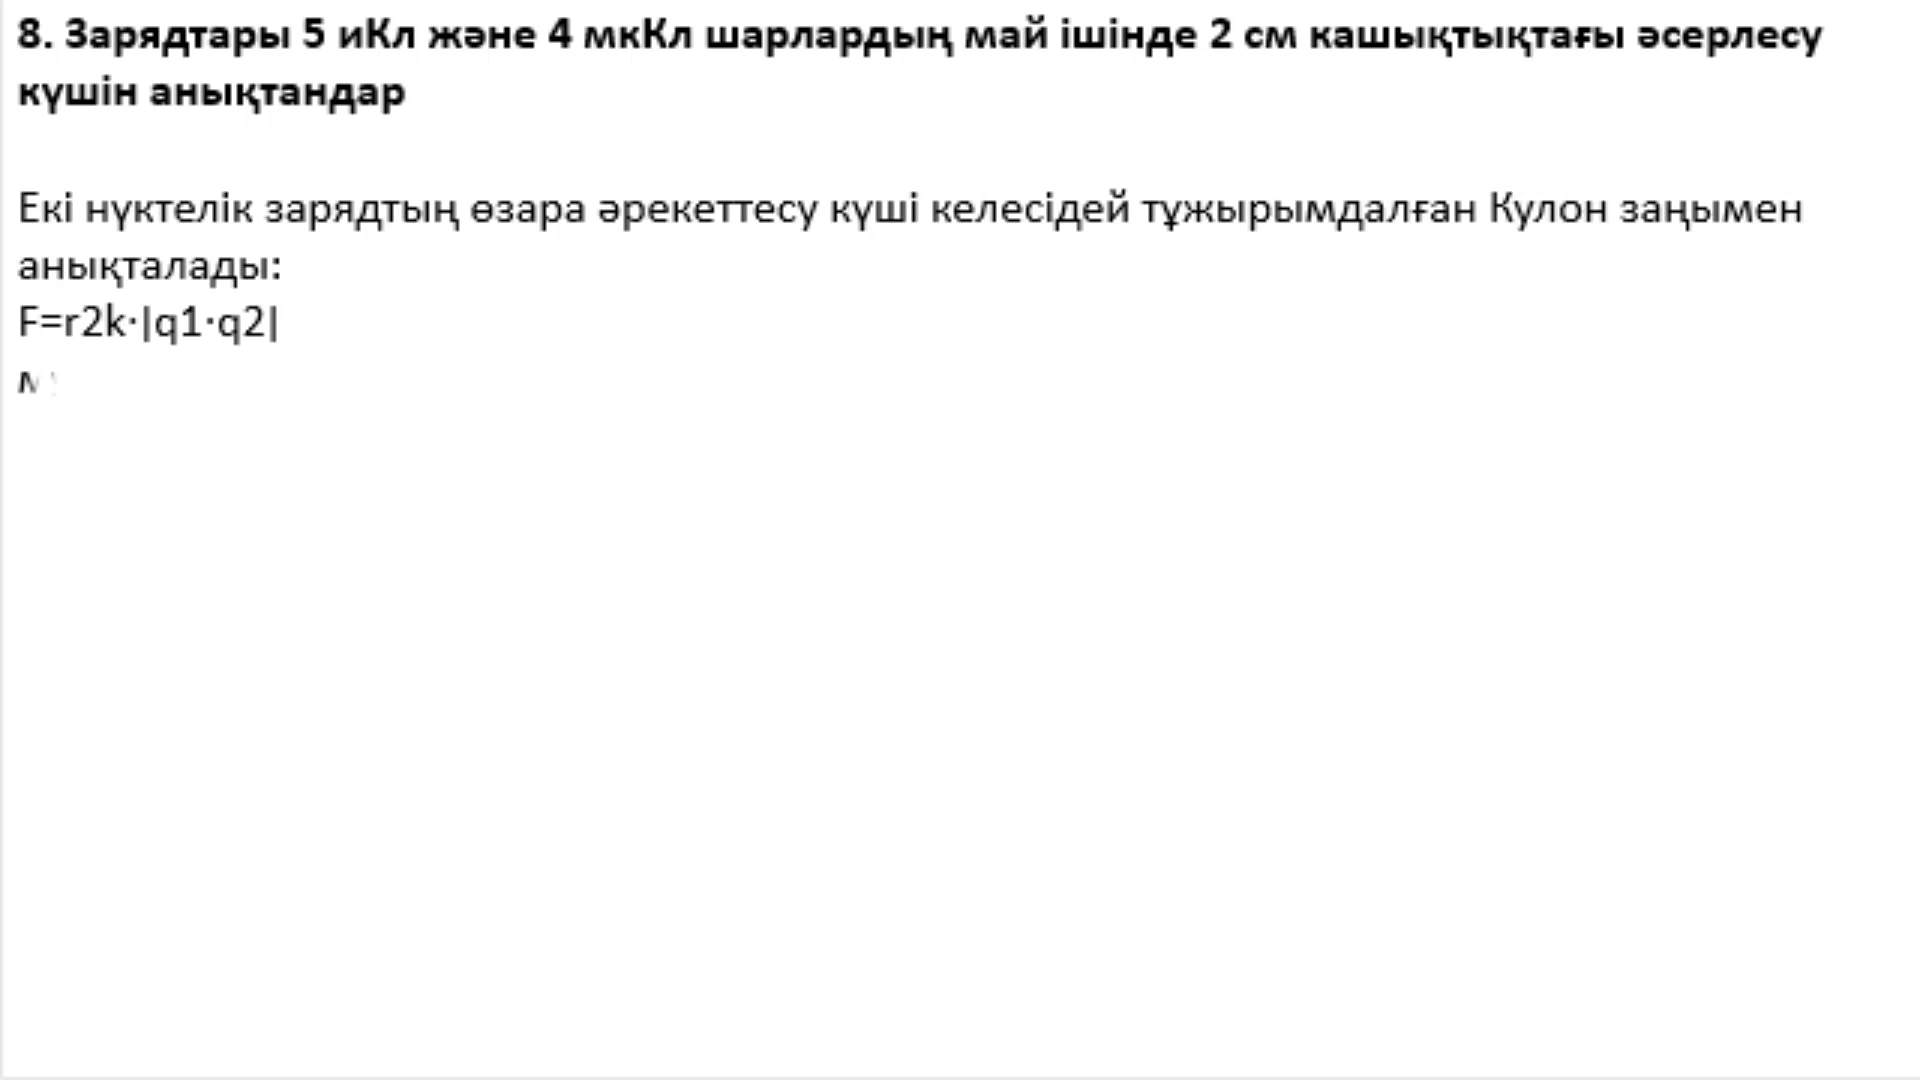 8. Зарядтары 5 иКл және 4 мкКл шарлардың май ішінде 2 см кашықтықтағы әсерлесу
күшін анықтандар
Екі нүктелік зарядтың өзара әрекеттесу күші келесідей тұжырымдалған Кулон заңымен
анықталады:
F=r2k·|q1·q2|